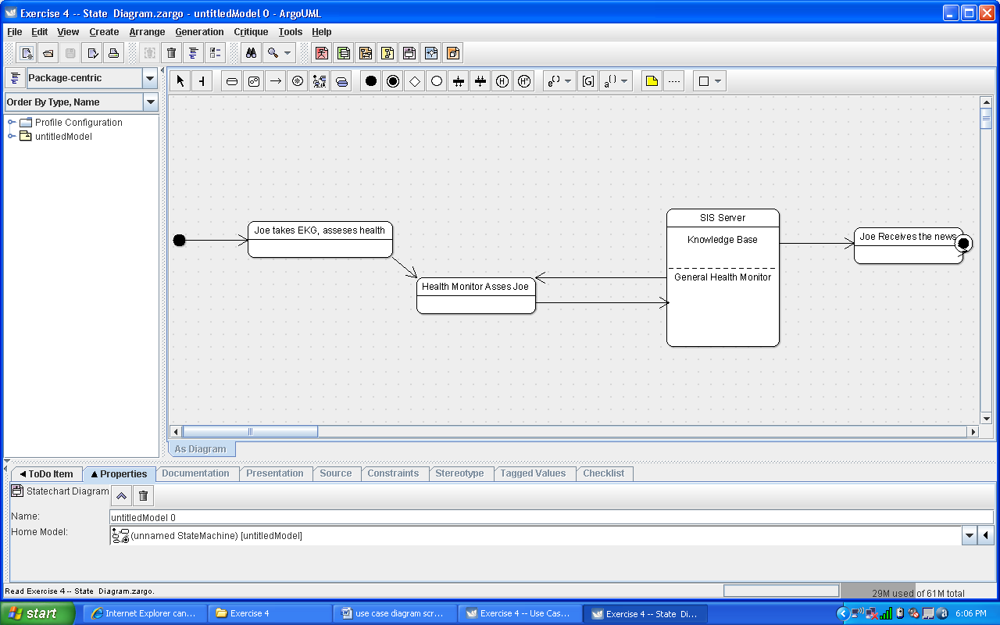 Exercise 4 -- State Diagram.zargo - untitledModel 0 - ArgoUML
File Edit View Create Arrange Generation Critique Tools Help
Package-centric
Order By Type, Name
Profile Configuration
untitledModel
H H*
e() [G] a()
Joe takes EKG, asseses health
Health Monitor Asses Joe
SIS Server
Knowledge Base
General Health Monitor
Joe Receives the news
As Diagram
ToDo Item Properties Documentation Presentation Source Constraints Stereotype Tagged Values Checklist
Statechart Diagram
Name: untitledModel 0
Home Model: (unnamed StateMachine) [untitledModel]
Read Exercise 4 -- State Diagram.zargo.
29M used of 61M total
start Internet Explorer can... Exercise 4 use case diagram scr... Exercise 4 -- Use Cas... Exercise 4 -- State Di... 6:06 PM